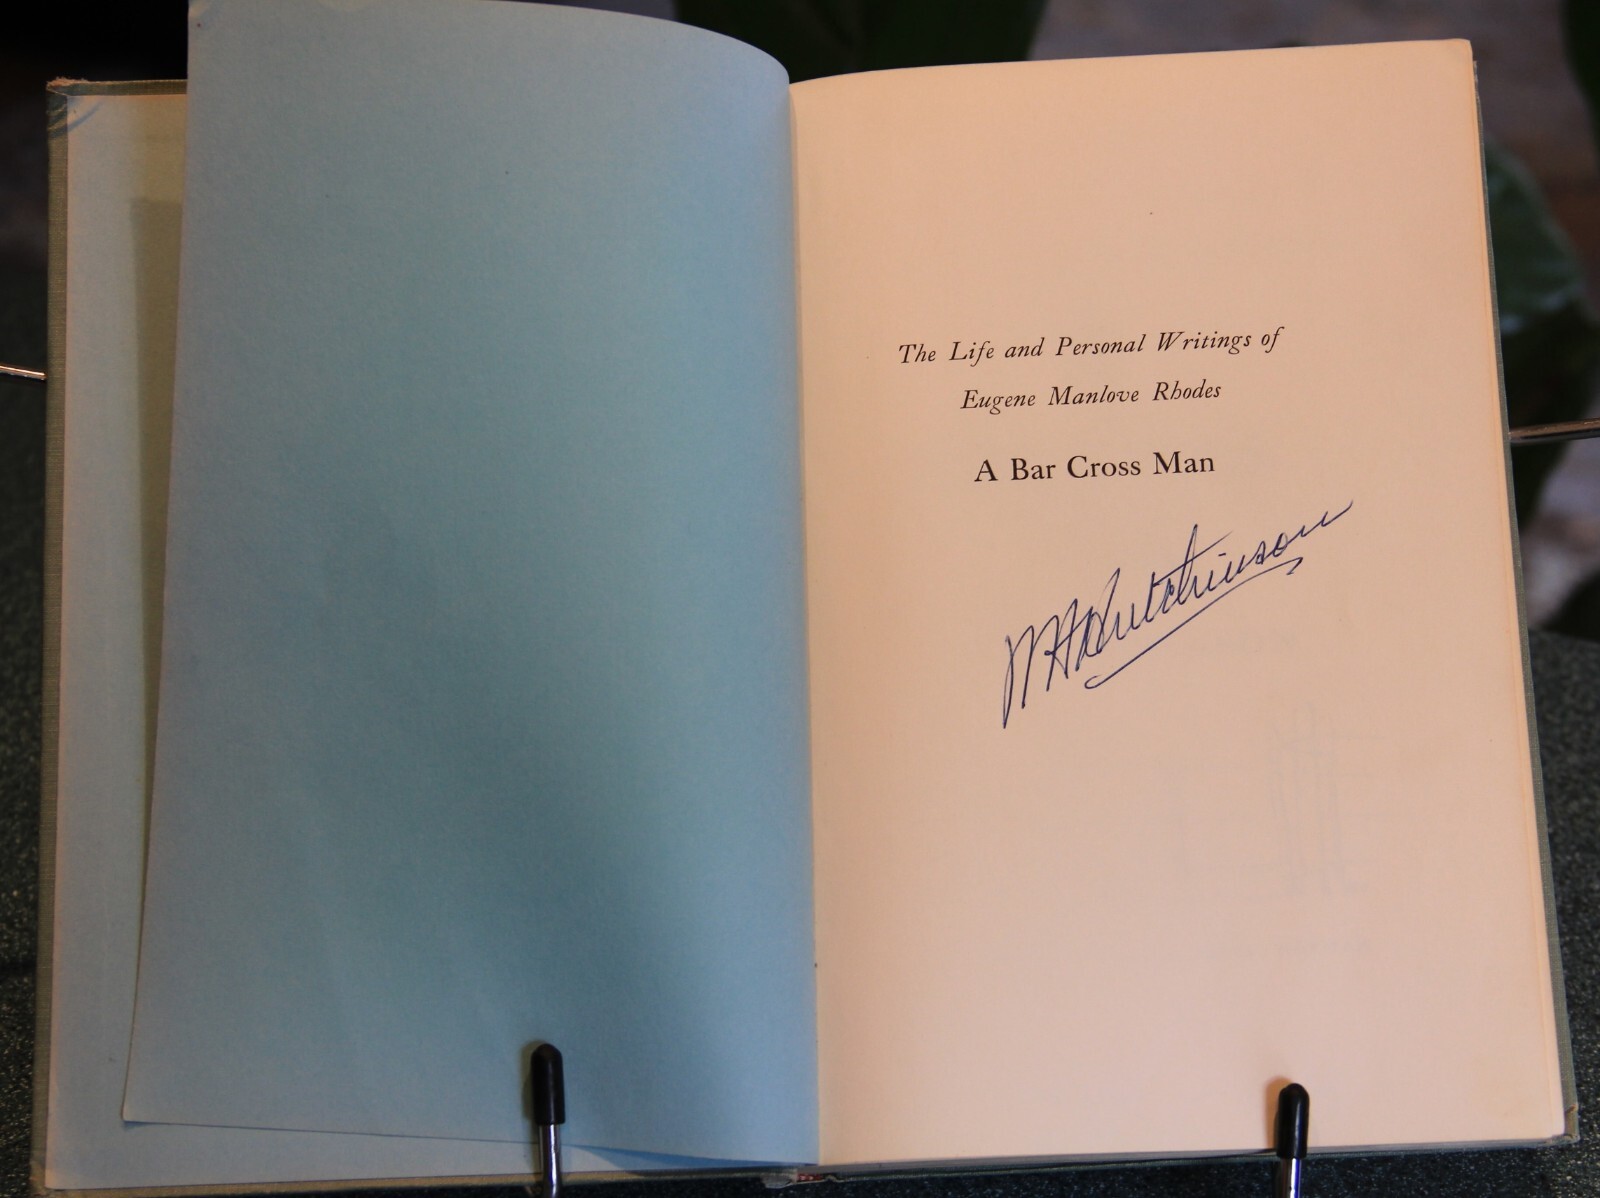 The Life and Personal Writings of
Eugene Manlove Rhodes
A Bar Cross Man
W H Hutchinson